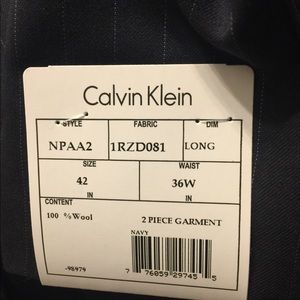 Calvin Klein
STYLE FABRIC DIM
NPAA2 1RZD081 LONG
SIZE WAIST
42 36W
IN IN
CONTENT
100 %Wool 2 PIECE GARMENT
NAVY
-98979
7 76059 29745 5